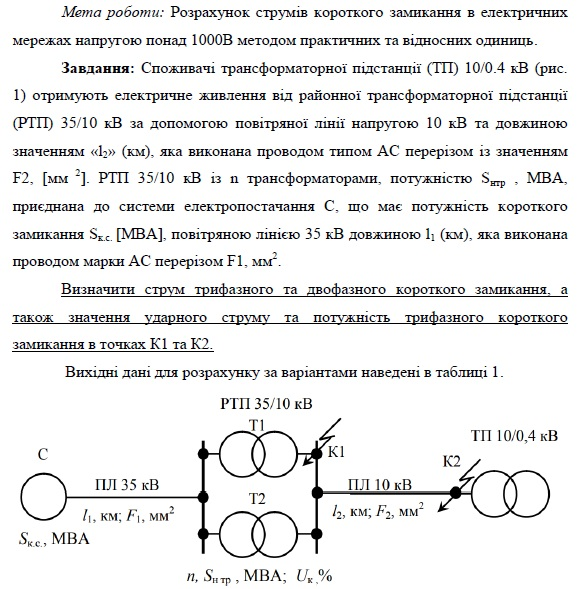 Мета роботи: Розрахунок струмів короткого замикання в електричних
мережах напругою понад 1000В методом практичних та відносних одиниць.
Завдання: Споживачі трансформаторної підстанції (ТП) 10/0.4 кВ (рис.
1) отримують електричне живлення від районної трансформаторної підстанції
(РТП) 35/10 кВ за допомогою повітряної лінії напругою 10 кВ та довжиною
значенням «l₂» (км), яка виконана проводом типом АС перерізом із значенням
F2, [мм ²]. РТП 35/10 кВ із n трансформаторами, потужністю Sнтр , МВА,
приєднана до системи електропостачання С, що має потужність короткого
замикання Sк.с. [МВА], повітряною лінією 35 кВ довжиною l₁ (км), яка виконана
проводом марки АС перерізом F1, мм².
Визначити струм трифазного та двофазного короткого замикання, а
також значення ударного струму та потужність трифазного короткого
замикання в точках К1 та К2.
Вихідні дані для розрахунку за варіантами наведені в таблиці 1.
РТП 35/10 кВ
Т1
С
К1
ТП 10/0,4 кВ
К2
ПЛ 35 кВ
Т2
ПЛ 10 кВ
l₁, км; F₁, мм²
l₂, км; F₂, мм²
Sк.с., МВА
n, Sн тр , МВА; Uк ,%